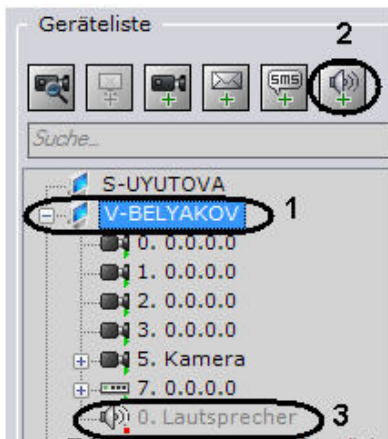 Geräteliste
2
SMS
Suche...
S-UYUTOVA
V-BELYAKOV 1
0. 0.0.0.0
1. 0.0.0.0
2. 0.0.0.0
3. 0.0.0.0
5. Kamera
7. 0.0.0.0
0. Lautsprecher 3